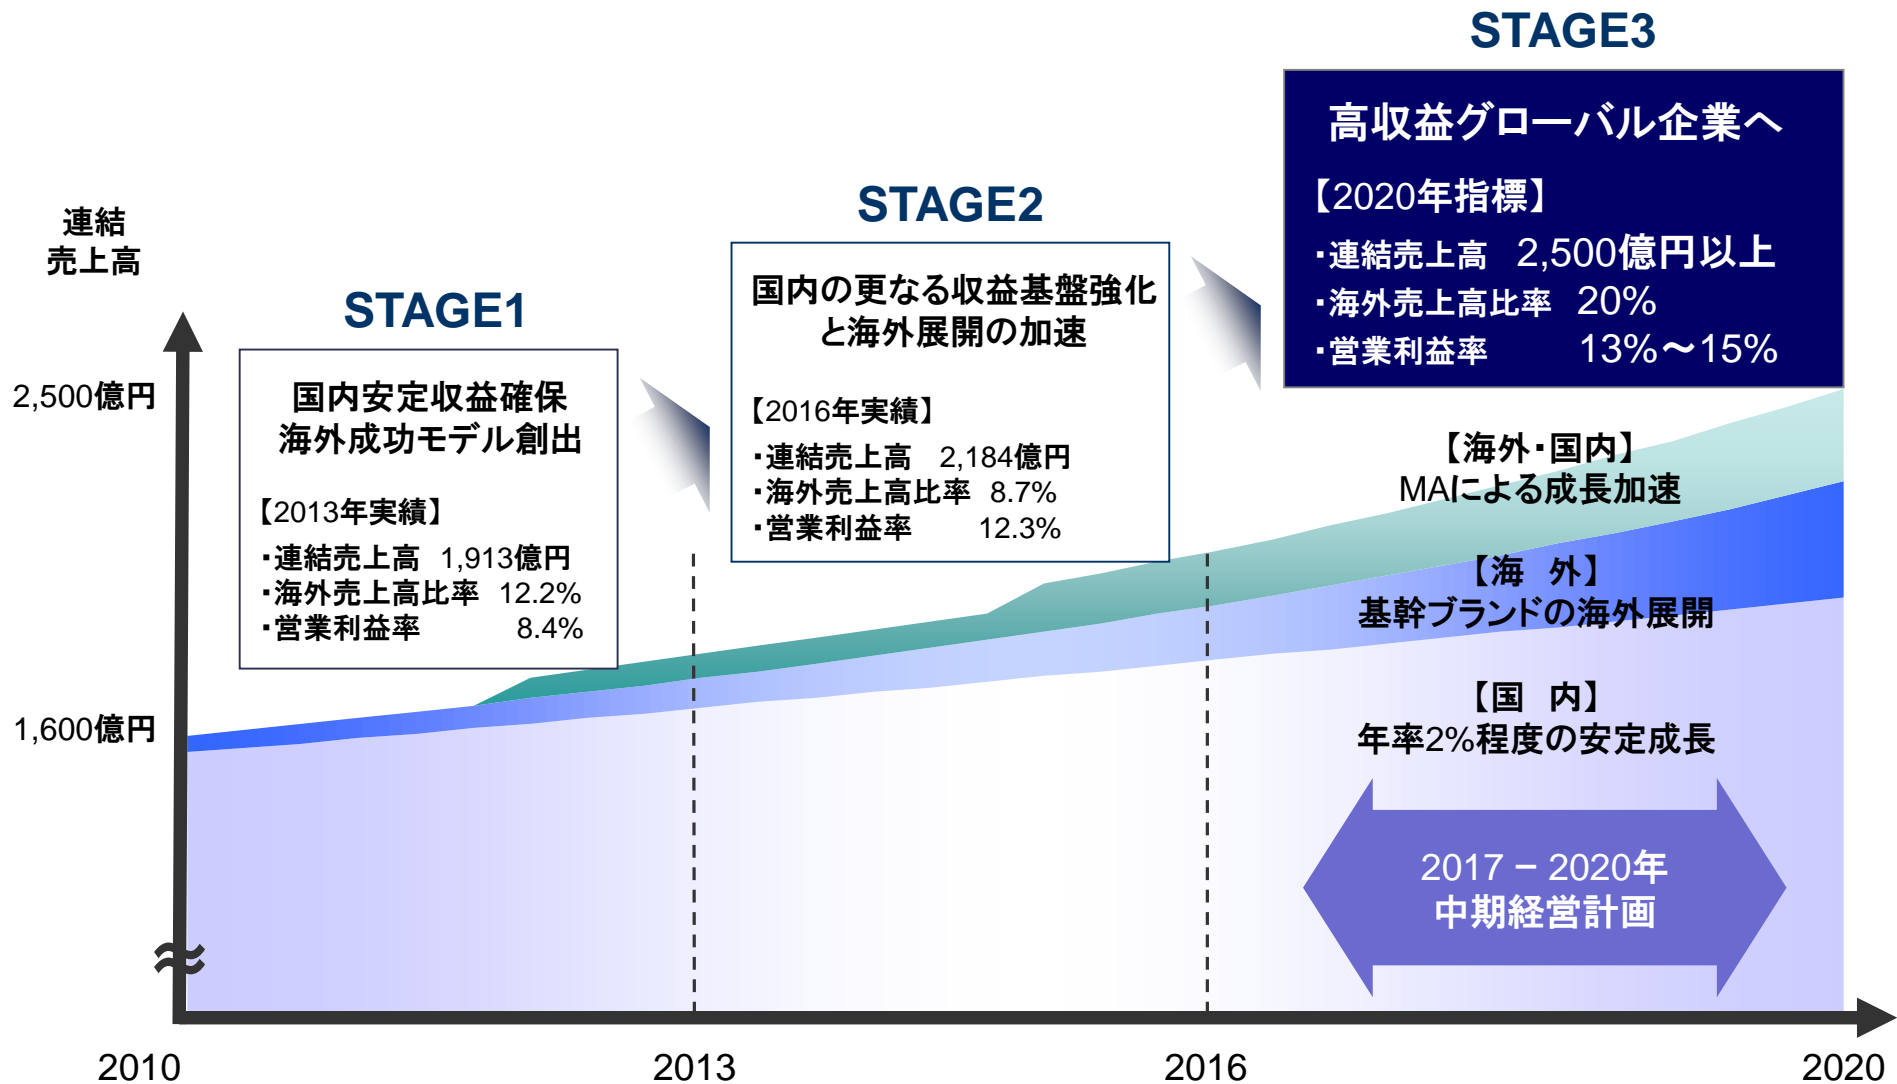 STAGE3
高収益グローバル企業へ
【2020年指標】
・連結売上高 2,500億円以上
・海外売上高比率 20%
・営業利益率 13%～15%
STAGE2
国内の更なる収益基盤強化
と海外展開の加速
【2016年実績】
・連結売上高 2,184億円
・海外売上高比率 8.7%
・営業利益率 12.3%
STAGE1
国内安定収益確保
海外成功モデル創出
【2013年実績】
・連結売上高 1,913億円
・海外売上高比率 12.2%
・営業利益率 8.4%
連結
売上高
2,500億円
1,600億円
【海外・国内】
MAによる成長加速
【海　外】
基幹ブランドの海外展開
【国　内】
年率2%程度の安定成長
2017 – 2020年
中期経営計画
2010
2013
2016
2020